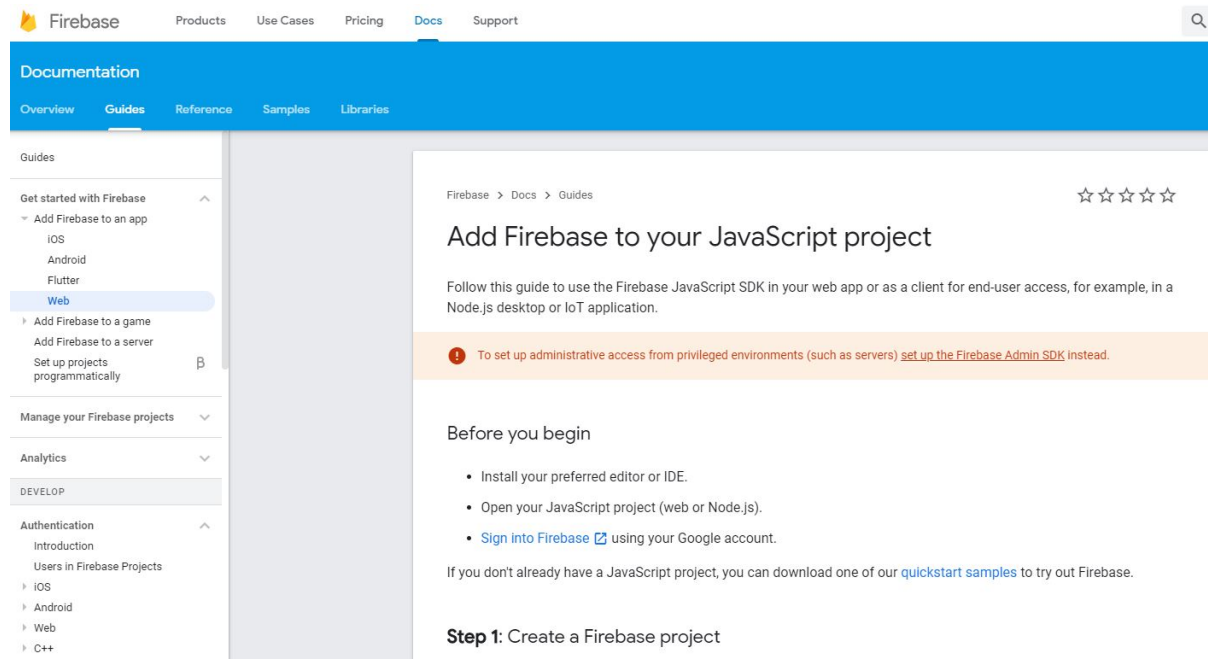 Firebase Products Use Cases Pricing Docs Support
Documentation
Overview Guides Reference Samples Libraries
Guides
Get started with Firebase
Add Firebase to an app
iOS
Android
Flutter
Web
Add Firebase to a game
Add Firebase to a server
Set up projects
programmatically β
Manage your Firebase projects
Analytics
DEVELOP
Authentication
Introduction
Users in Firebase Projects
iOS
Android
Web
C++
Firebase > Docs > Guides
Add Firebase to your JavaScript project
Follow this guide to use the Firebase JavaScript SDK in your web app or as a client for end-user access, for example, in a
Node.js desktop or IoT application.
To set up administrative access from privileged environments (such as servers) set up the Firebase Admin SDK instead.
Before you begin
• Install your preferred editor or IDE.
• Open your JavaScript project (web or Node.js).
• Sign into Firebase using your Google account.
If you don't already have a JavaScript project, you can download one of our quickstart samples to try out Firebase.
Step 1: Create a Firebase project